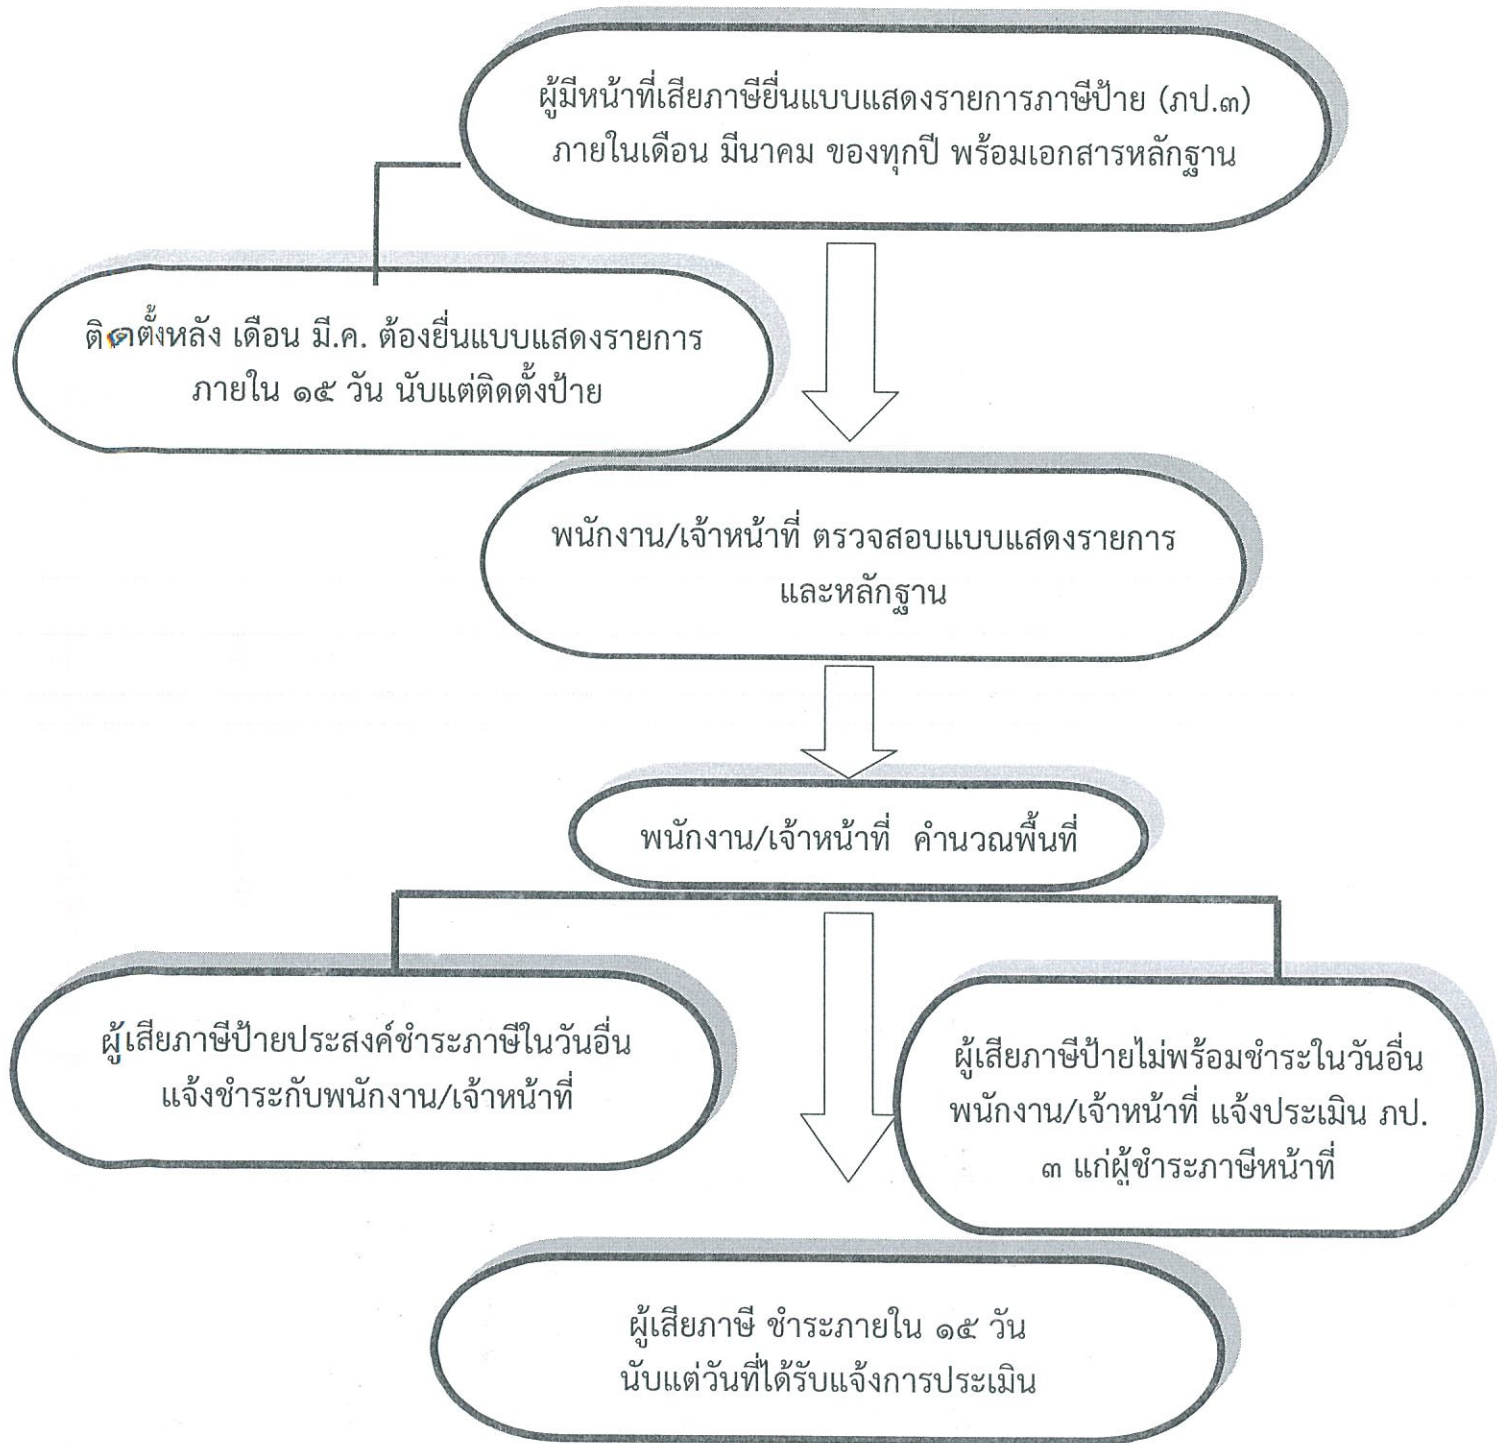 ผู้มีหน้าที่เสียภาษียื่นแบบแสดงรายการภาษีป้าย (ภป.๓)
ภายในเดือน มีนาคม ของทุกปี พร้อมเอกสารหลักฐาน
ติดตั้งหลัง เดือน มี.ค. ต้องยื่นแบบแสดงรายการ
ภายใน ๑๕ วัน นับแต่ติดตั้งป้าย
พนักงาน/เจ้าหน้าที่ ตรวจสอบแบบแสดงรายการ
และหลักฐาน
พนักงาน/เจ้าหน้าที่ คำนวณพื้นที่
ผู้เสียภาษีป้ายประสงค์ชำระภาษีในวันอื่น
แจ้งชำระกับพนักงาน/เจ้าหน้าที่
ผู้เสียภาษีป้ายไม่พร้อมชำระในวันอื่น
พนักงาน/เจ้าหน้าที่ แจ้งประเมิน ภป.
๓ แก่ผู้ชำระภาษีหน้าที่
ผู้เสียภาษี ชำระภายใน ๑๕ วัน
นับแต่วันที่ได้รับแจ้งการประเมิน